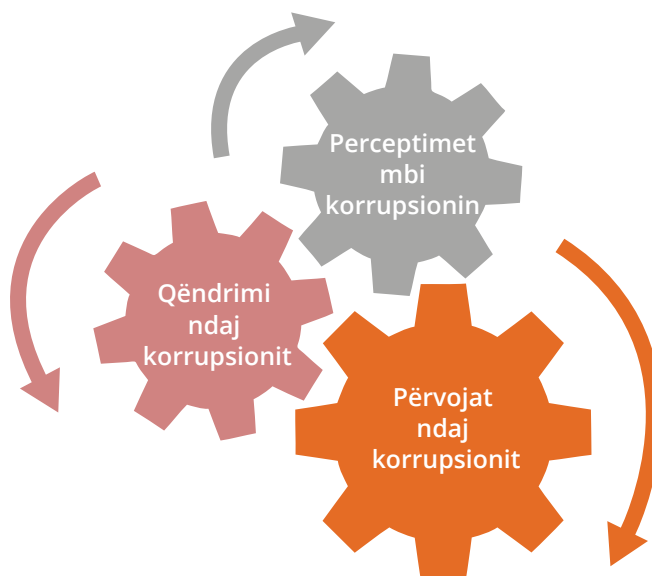 Perceptimet
mbi
korrupsionin
Qëndrimi
ndaj
korrupsionit
Përvojat
ndaj
korrupsionit